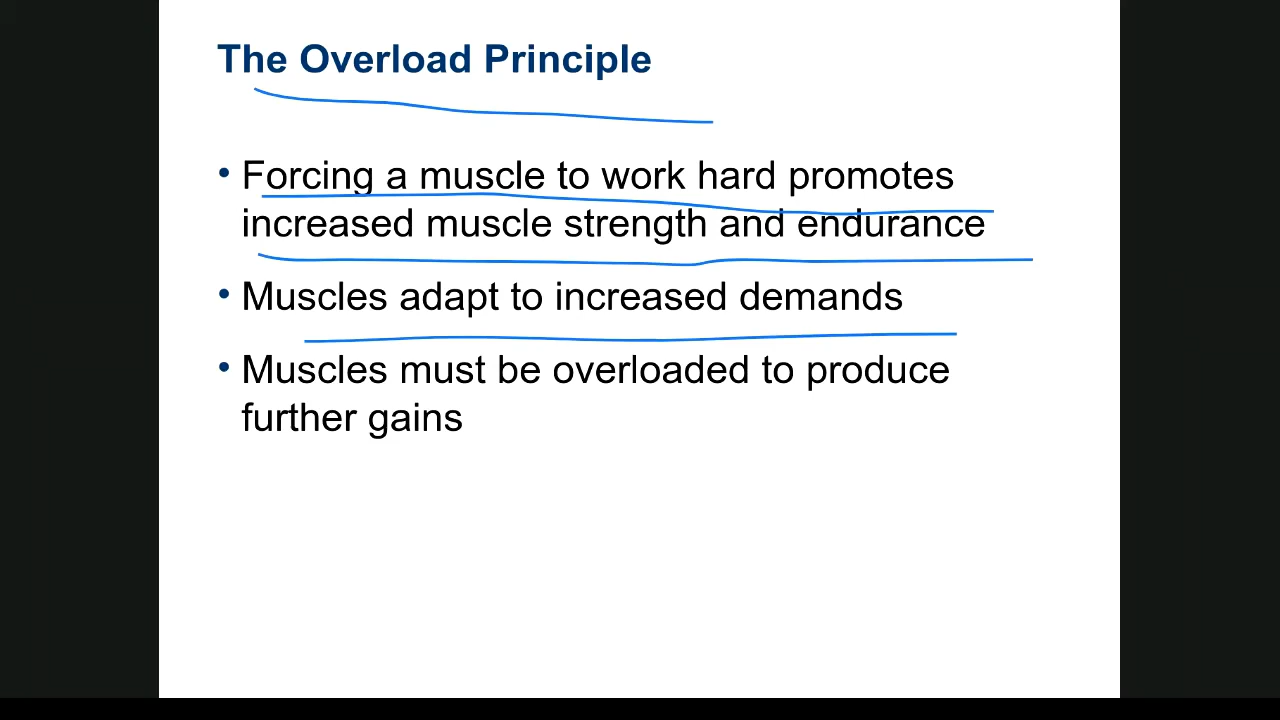 The Overload Principle
• Forcing a muscle to work hard promotes
increased muscle strength and endurance
• Muscles adapt to increased demands
• Muscles must be overloaded to produce
further gains